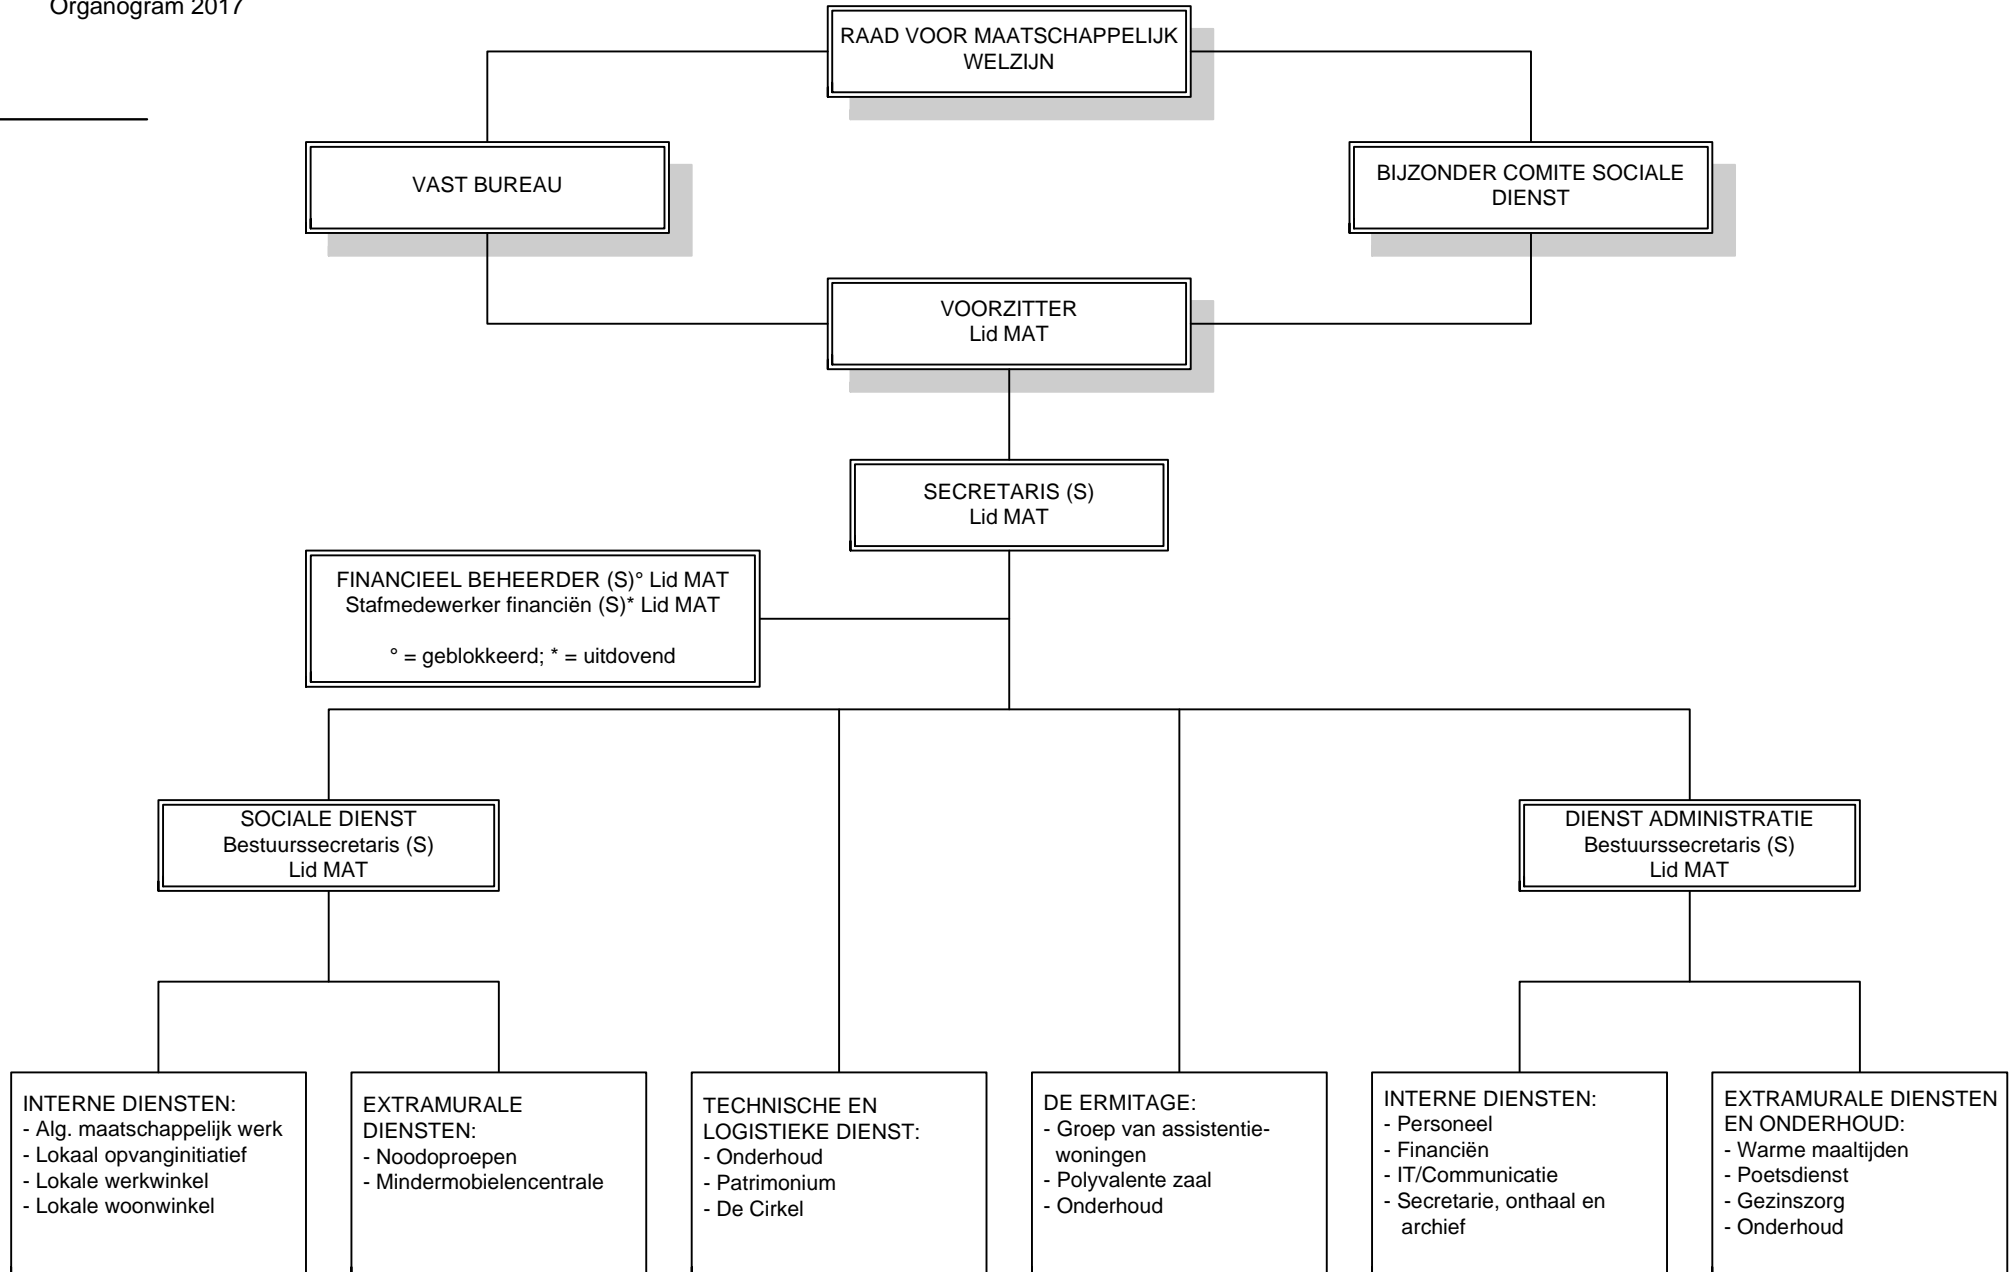 Organogram 2017
RAAD VOOR MAATSCHAPPELIJK
WELZIJN
VAST BUREAU
BIJZONDER COMITE SOCIALE
DIENST
VOORZITTER
Lid MAT
SECRETARIS (S)
Lid MAT
FINANCIEEL BEHEERDER (S)° Lid MAT
Stafmedewerker financiën (S)* Lid MAT
° = geblokkeerd; * = uitdovend
SOCIALE DIENST
Bestuurssecretaris (S)
Lid MAT
DIENST ADMINISTRATIE
Bestuurssecretaris (S)
Lid MAT
INTERNE DIENSTEN:
- Alg. maatschappelijk werk
- Lokaal opvanginitiatief
- Lokale werkwinkel
- Lokale woonwinkel
EXTRAMURALE
DIENSTEN:
- Noodoproepen
- Mindermobielencentrale
TECHNISCHE EN
LOGISTIEKE DIENST:
- Onderhoud
- Patrimonium
- De Cirkel
DE ERMITAGE:
- Groep van assistentie-
woningen
- Polyvalente zaal
- Onderhoud
INTERNE DIENSTEN:
- Personeel
- Financiën
- IT/Communicatie
- Secretarie, onthaal en
archief
EXTRAMURALE DIENSTEN
EN ONDERHOUD:
- Warme maaltijden
- Poetsdienst
- Gezinszorg
- Onderhoud